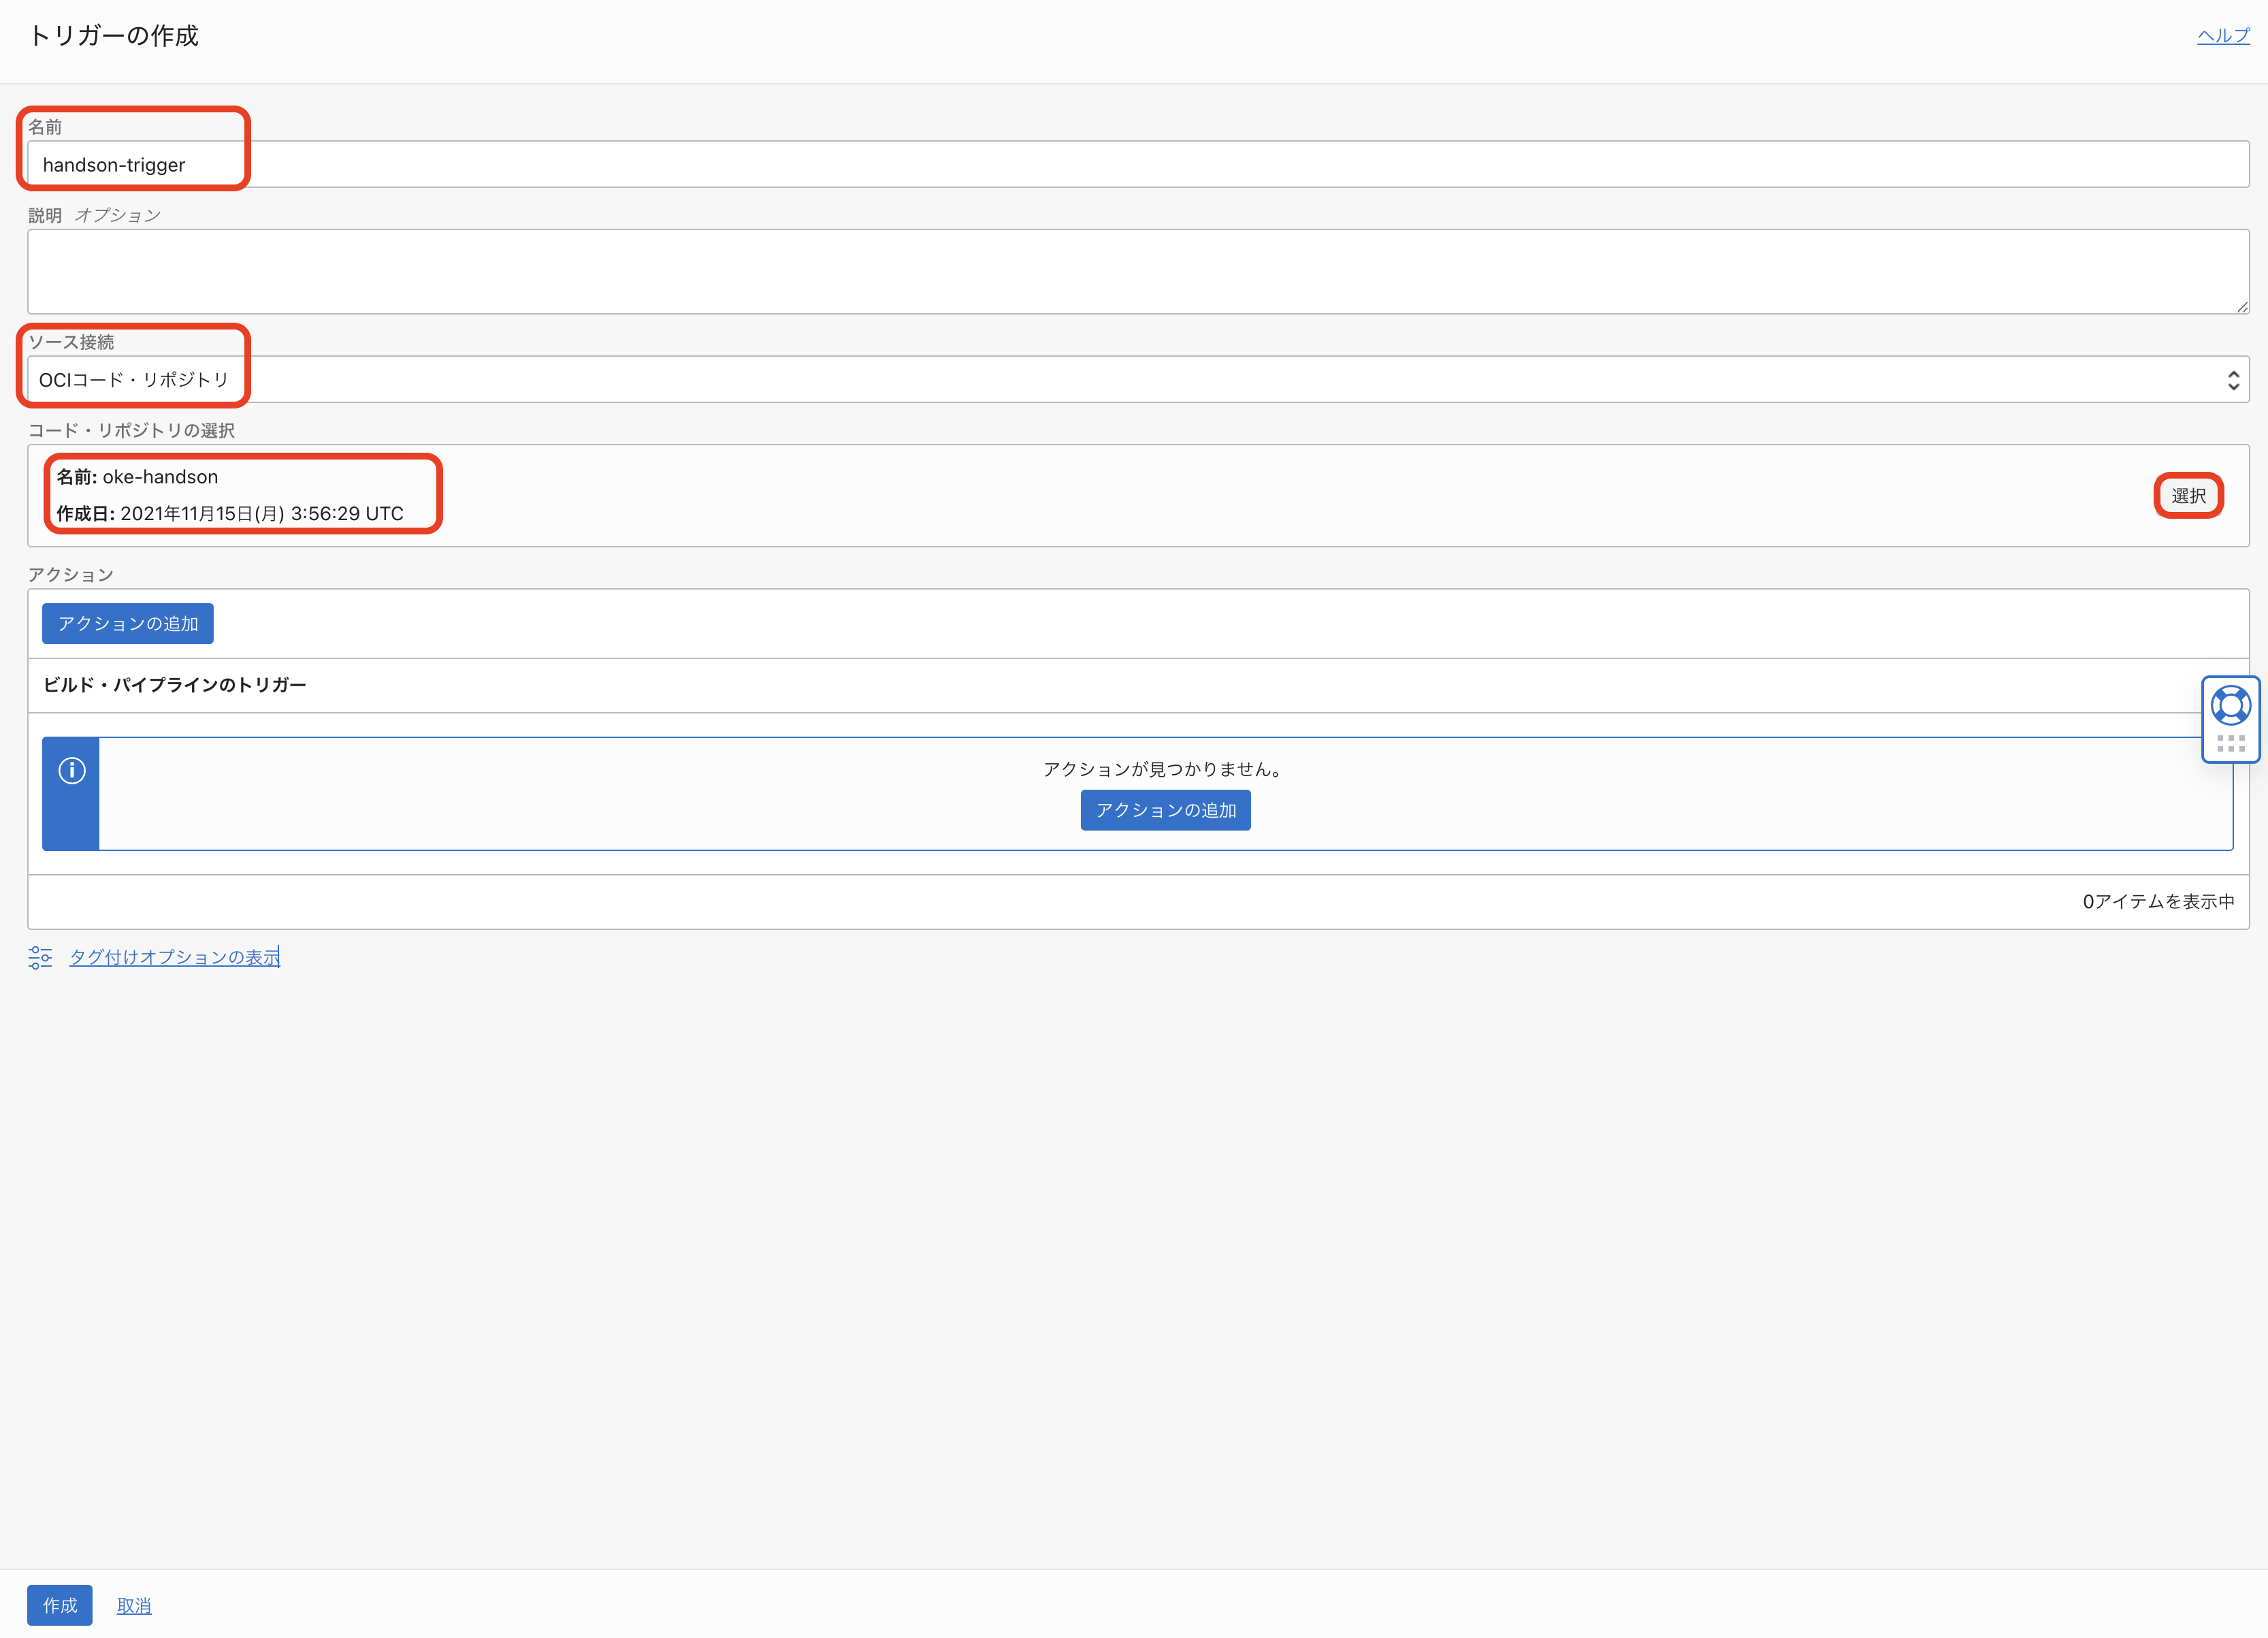 トリガーの作成
ヘルプ
名前
handson-trigger
説明 オプション
ソース接続
OCIコード・リポジトリ
コード・リポジトリの選択
名前: oke-handson
作成日: 2021年11月15日(月) 3:56:29 UTC
選択
アクション
アクションの追加
ビルド・パイプラインのトリガー
アクションが見つかりません。
アクションの追加
0アイテムを表示中
タグ付けオプションの表示
作成 取消